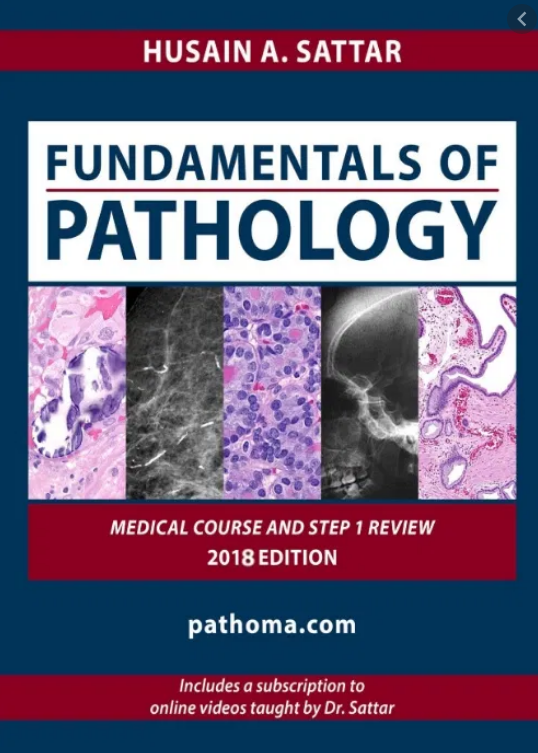 HUSAIN A. SATTAR
FUNDAMENTALS OF
PATHOLOGY
MEDICAL COURSE AND STEP 1 REVIEW
2018 EDITION
pathoma.com
Includes a subscription to
online videos taught by Dr. Sattar